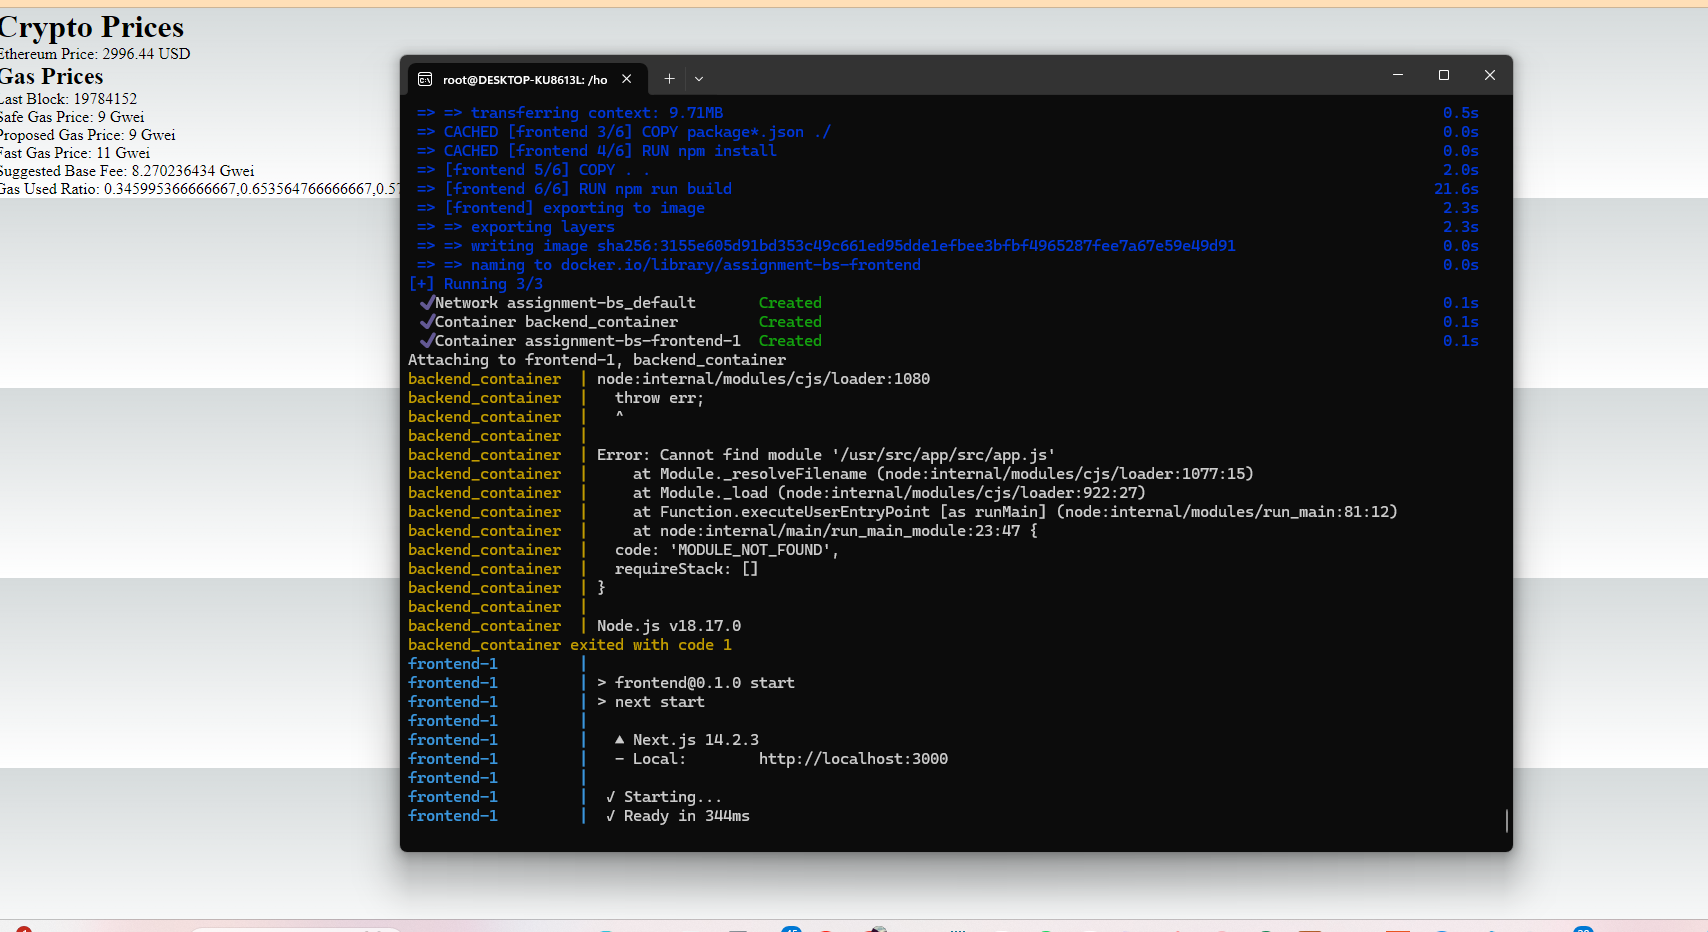 Crypto Prices
Ethereum Price: 2996.44 USD
Gas Prices
Last Block: 19784152
Safe Gas Price: 9 Gwei
Proposed Gas Price: 9 Gwei
Fast Gas Price: 11 Gwei
Suggested Base Fee: 8.270236434 Gwei
Gas Used Ratio: 0.345995366666667,0.653564766666667,0.57
root@DESKTOP-KU8613L: /ho
=> => transferring context: 9.71MB 0.5s
=> CACHED [frontend 3/6] COPY package*.json ./ 0.0s
=> CACHED [frontend 4/6] RUN npm install 0.0s
=> [frontend 5/6] COPY . . 2.0s
=> [frontend 6/6] RUN npm run build 21.6s
=> [frontend] exporting to image 2.3s
=> => exporting layers 2.3s
=> => writing image sha256:3155e605d91bd353c49c661ed95dde1efbee3bfbf4965287fee7a67e59e49d91 0.0s
=> => naming to docker.io/library/assignment-bs-frontend 0.0s
[+] Running 3/3
✔Network assignment-bs_default Created 0.1s
✔Container backend_container Created 0.1s
✔Container assignment-bs-frontend-1 Created 0.1s
Attaching to frontend-1, backend_container
backend_container | node:internal/modules/cjs/loader:1080
backend_container | throw err;
backend_container | ^
backend_container |
backend_container | Error: Cannot find module '/usr/src/app/src/app.js'
backend_container | at Module._resolveFilename (node:internal/modules/cjs/loader:1077:15)
backend_container | at Module._load (node:internal/modules/cjs/loader:922:27)
backend_container | at Function.executeUserEntryPoint [as runMain] (node:internal/modules/run_main:81:12)
backend_container | at node:internal/main/run_main_module:23:47 {
backend_container | code: 'MODULE_NOT_FOUND',
backend_container | requireStack: []
backend_container | }
backend_container |
backend_container | Node.js v18.17.0
backend_container exited with code 1
frontend-1 |
frontend-1 | > frontend@0.1.0 start
frontend-1 | > next start
frontend-1 |
frontend-1 | ▲ Next.js 14.2.3
frontend-1 | - Local: http://localhost:3000
frontend-1 |
frontend-1 | ✓ Starting...
frontend-1 | ✓ Ready in 344ms